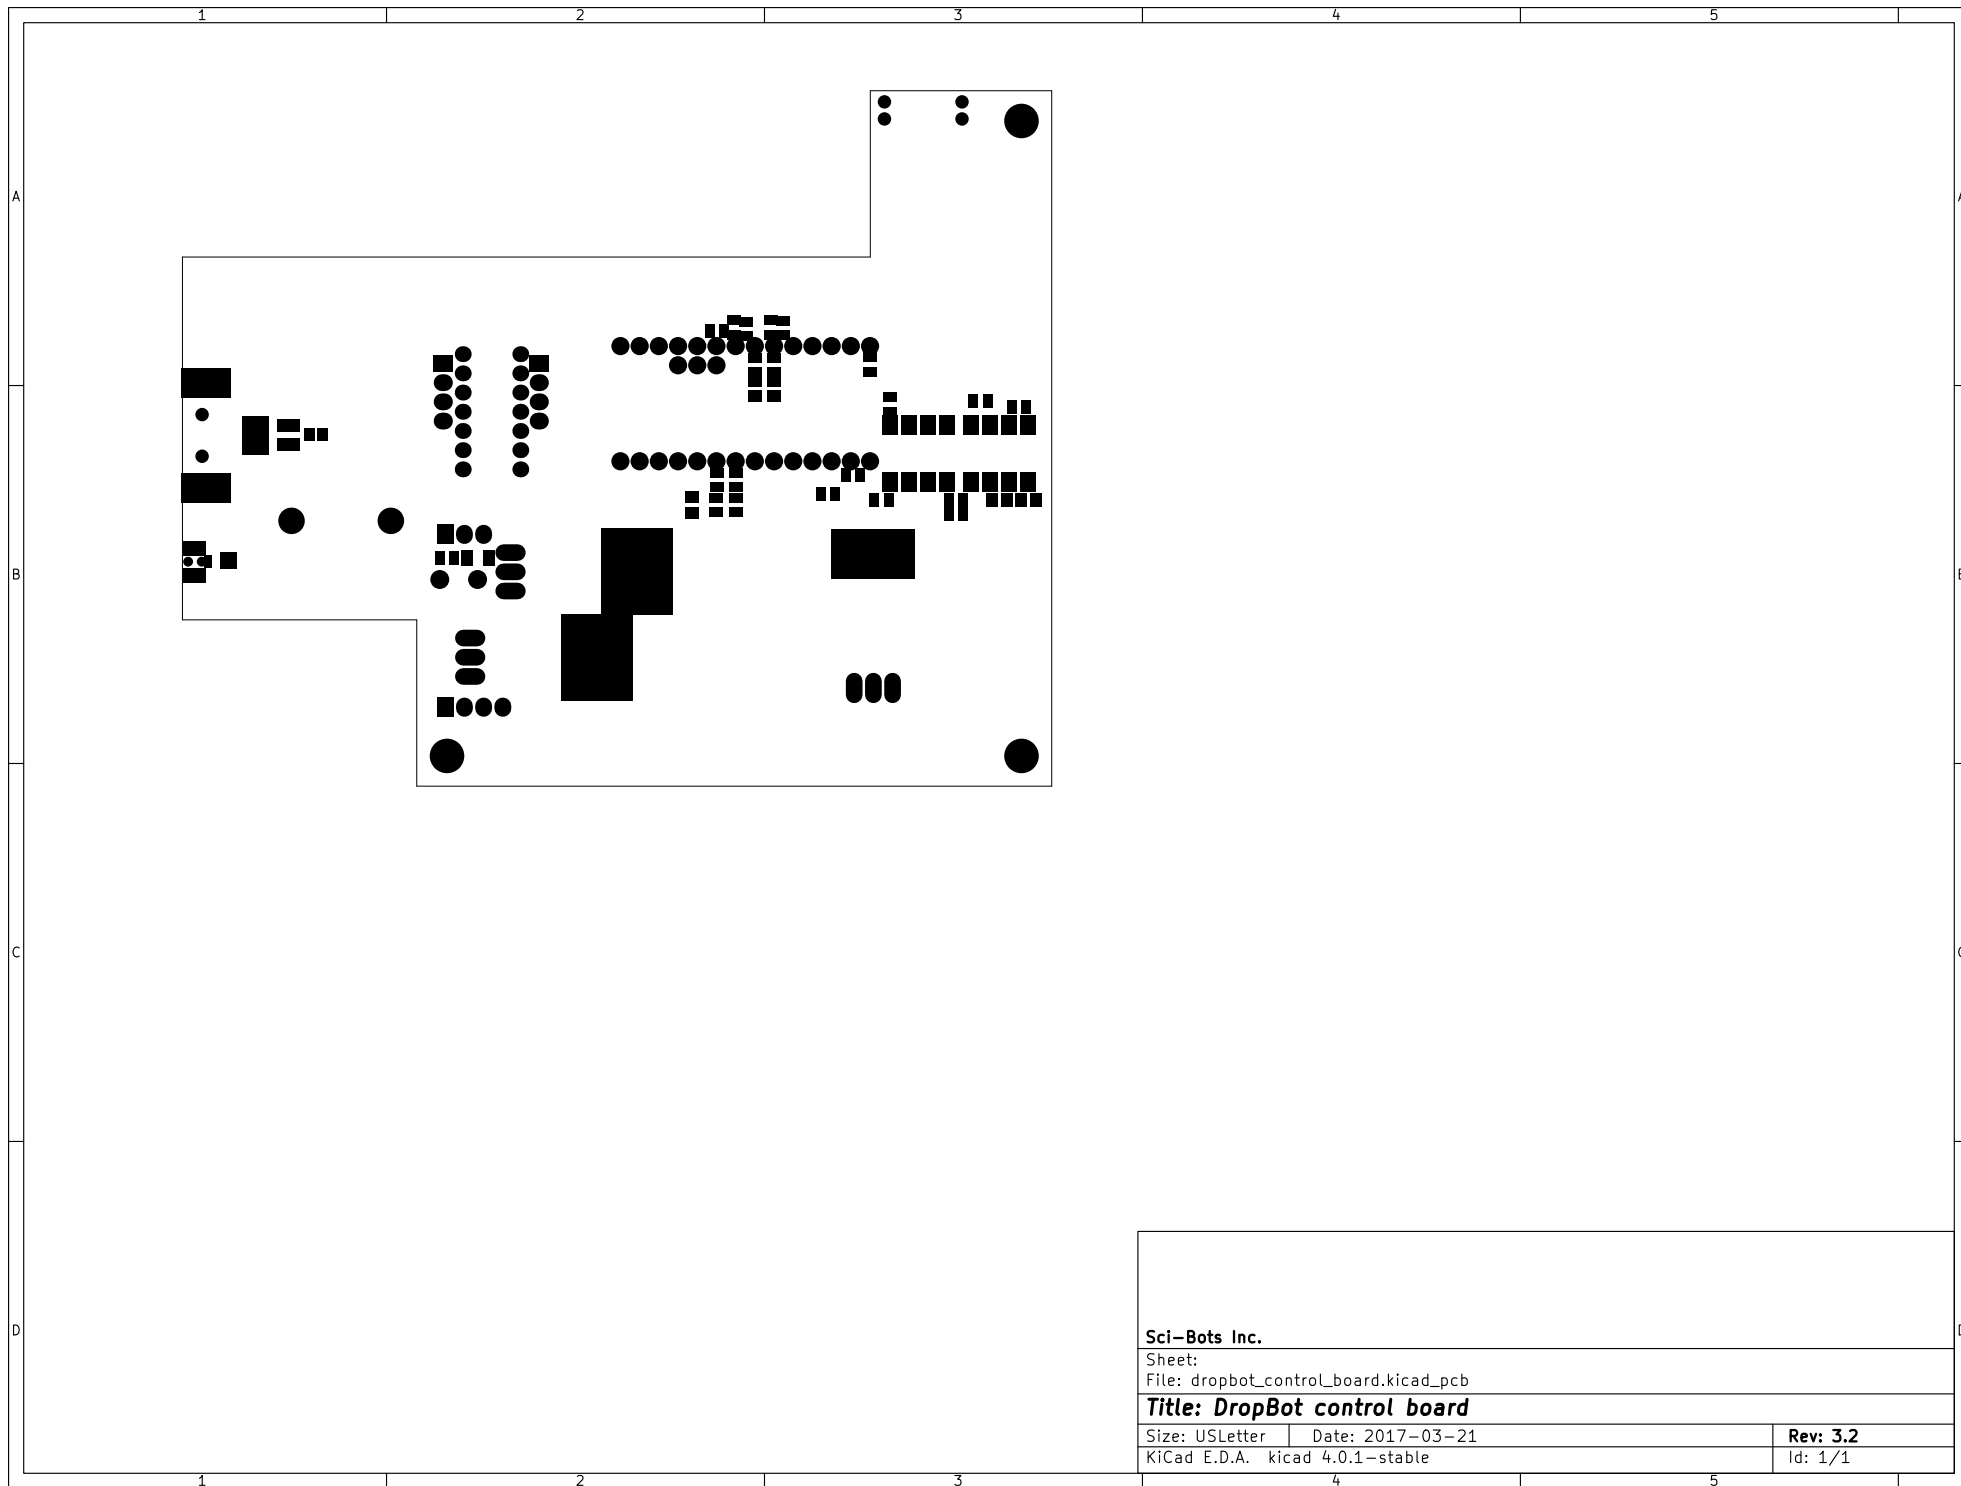 1 2 3 4 5
A A
B B
C C
D D
Sci-Bots Inc.
Sheet:
File: dropbot_control_board.kicad_pcb
Title: DropBot control board
Size: USLetter Date: 2017-03-21 Rev: 3.2
KiCad E.D.A. kicad 4.0.1-stable Id: 1/1
1 2 3 4 5